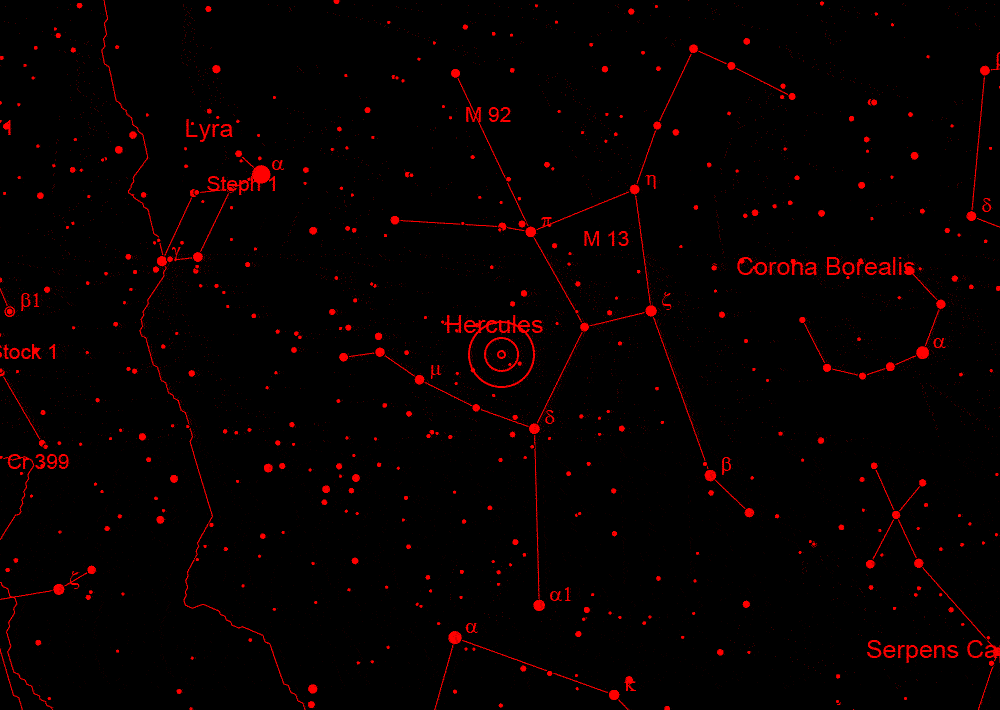 M 92
Lyra
α
Steph 1
η
δ
π
M 13
γ
Corona Borealis
β1
ζ
Hercules
α
Stock 1
μ
δ
Cr 399
β
ζ
α1
α
Serpens Ca
κ